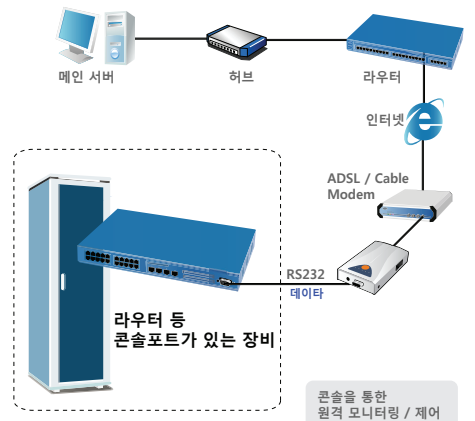 메인 서버
허브
라우터
인터넷
ADSL / Cable
Modem
RS232
데이타
라우터 등
콘솔포트가 있는 장비
콘솔을 통한
원격 모니터링 / 제어